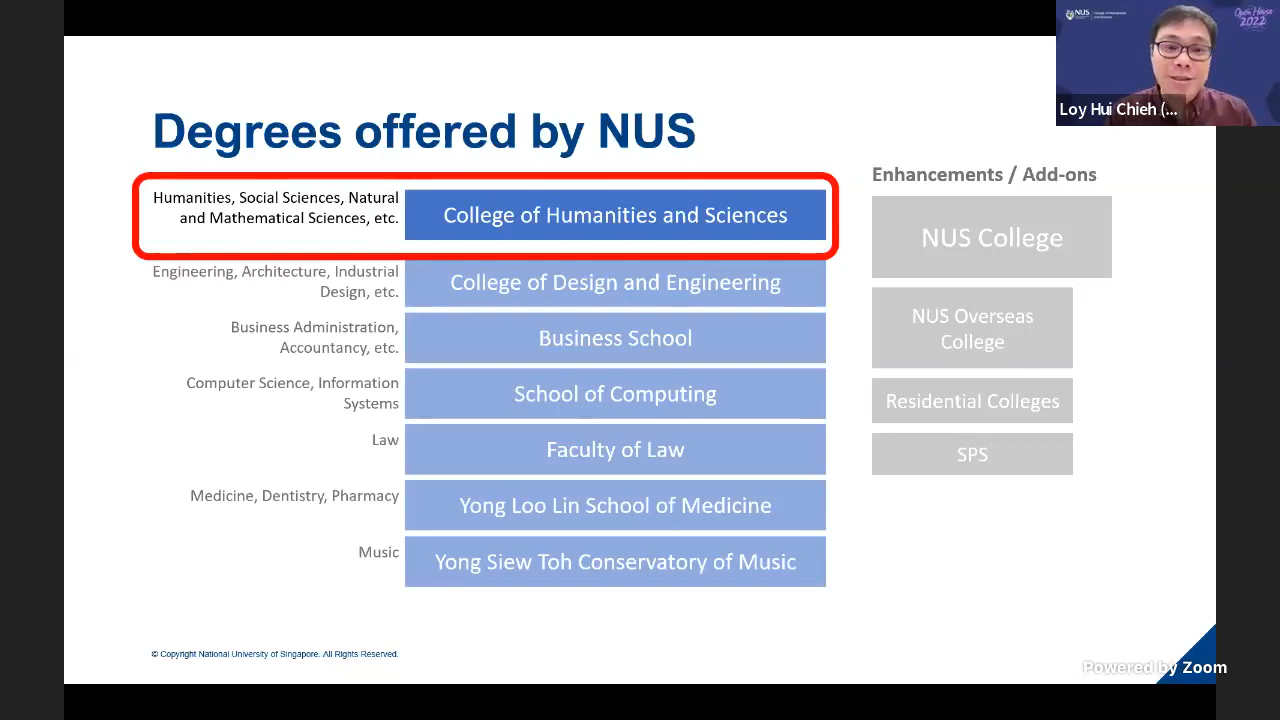 Degrees offered by NUS
Humanities, Social Sciences, Natural
and Mathematical Sciences, etc.
College of Humanities and Sciences
Engineering, Architecture, Industrial
Design, etc.
College of Design and Engineering
Business Administration,
Accountancy, etc.
Business School
Computer Science, Information
Systems
School of Computing
Law
Faculty of Law
Medicine, Dentistry, Pharmacy
Yong Loo Lin School of Medicine
Music
Yong Siew Toh Conservatory of Music
Enhancements / Add-ons
NUS College
NUS Overseas
College
Residential Colleges
SPS
© Copyright National University of Singapore. All Rights Reserved.
NUS
Open House
2022
Loy Hui Chieh (...
Powered by Zoom